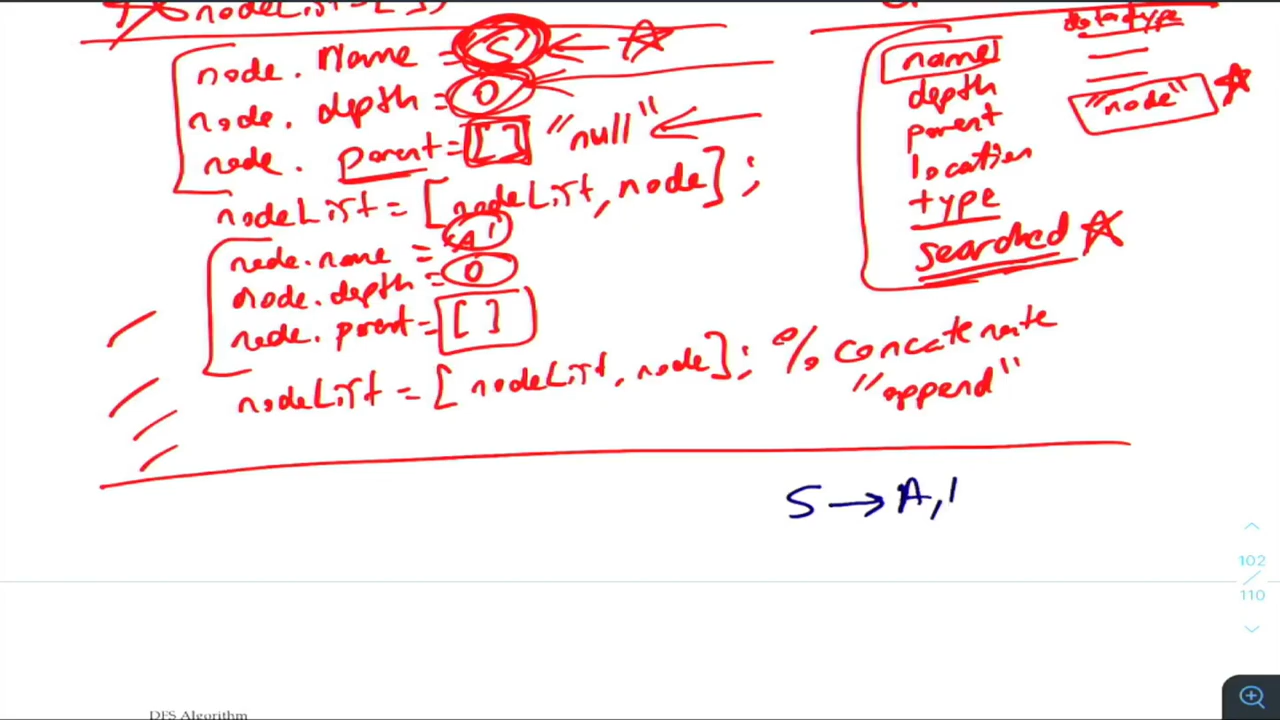 nodeList = [ ];
node. Name = 'S'
node. depth = 0
node. parent = [ ] "null"
nodeList = [nodeList, node] ;
node.name = 'A'
node.depth = 0
node.parent = [ ]
nodeList = [ nodeList, node] ; % concatenate
"append"
datatype
name
depth
parent
location
type
searched
"node"
S → A,
102
110
DFS Algorithm